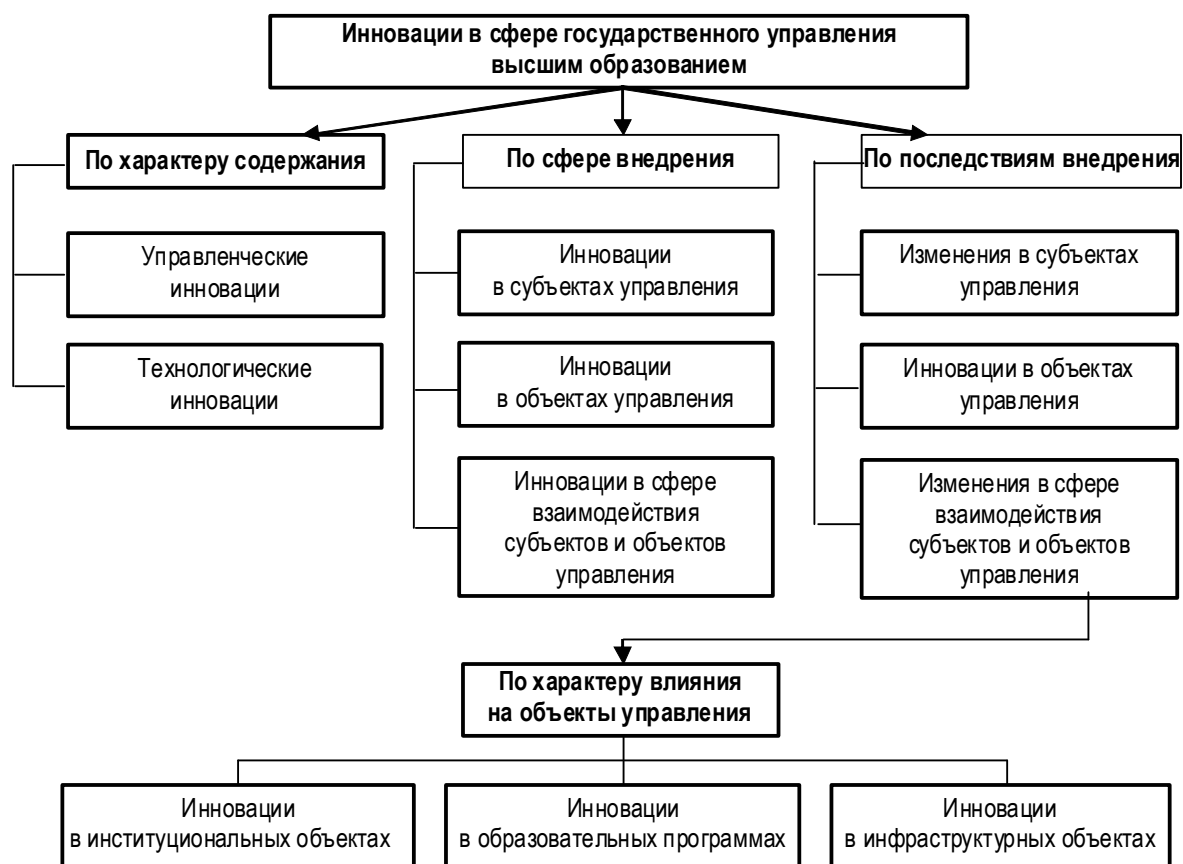 Инновации в сфере государственного управления
высшим образованием
По характеру содержания
По сфере внедрения
По последствиям внедрения
Управленческие
инновации
Инновации
в субъектах управления
Изменения в субъектах
управления
Технологические
инновации
Инновации
в объектах управления
Инновации в объектах
управления
Инновации в сфере
взаимодействия
субъектов и объектов
управления
Изменения в сфере
взаимодействия
субъектов и объектов
управления
По характеру влияния
на объекты управления
Инновации
в институциональных объектах
Инновации
в образовательных программах
Инновации
в инфраструктурных объектах